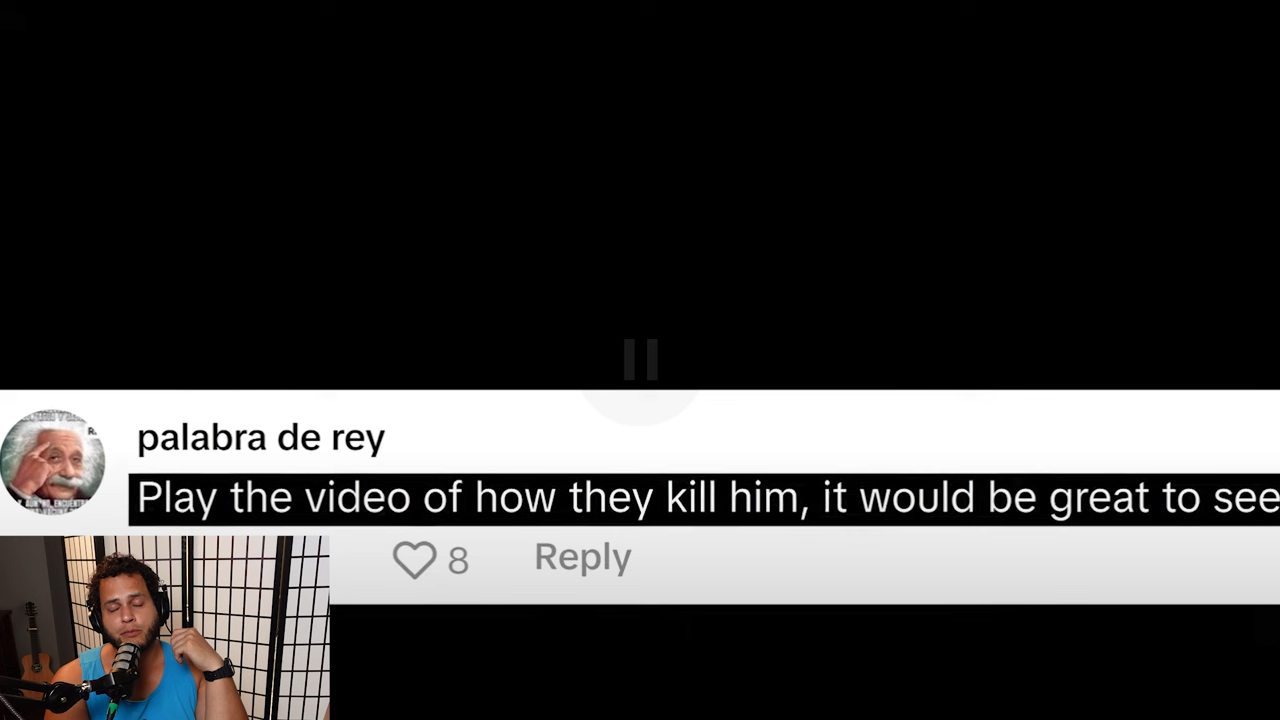 palabra de rey
Play the video of how they kill him, it would be great to see
8
Reply